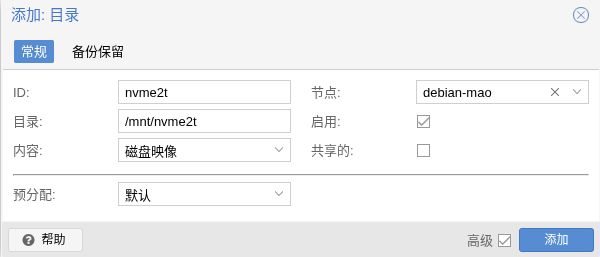 添加: 目录
常规 备份保留
ID: nvme2t 节点: debian-mao
目录: /mnt/nvme2t 启用:
内容: 磁盘映像 共享的:
预分配: 默认
帮助 高级 添加